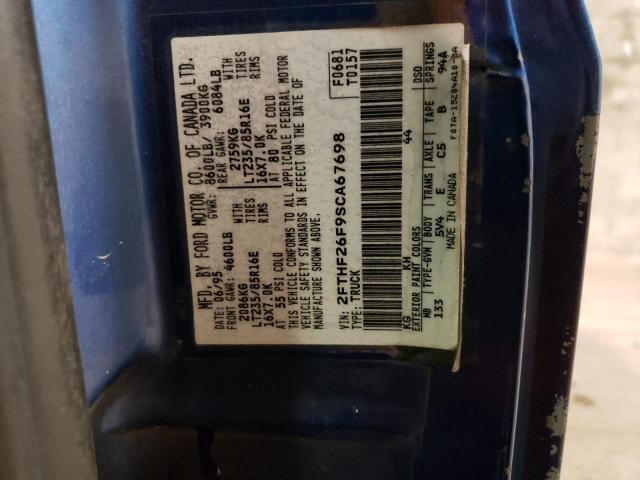 MFD. BY FORD MOTOR CO. OF CANADA LTD.
DATE: 06/95 GVWR: 8600LB/ 3900KG
FRONT GAWR: 4600LB REAR GAWR: 6084LB
2086KG WITH 2759KG WITH
LT235/85R16E TIRES LT235/85R16E TIRES
16X7.0K RIMS 16X7.0K RIMS
AT 55 PSI COLD AT 80 PSI COLD
THIS VEHICLE CONFORMS TO ALL APPLICABLE FEDERAL MOTOR
VEHICLE SAFETY STANDARDS IN EFFECT ON THE DATE OF
VIN: 2FTHF26F9SCA67698 F0681
TYPE: TRUCK T0157
KG KH 44
EXTERIOR PAINT COLORS DSO
WB TYPE-GVW BODY TRANS AXLE TAPE SPRINGS
133 5V4 E C5 B 94A
MADE IN CANADA